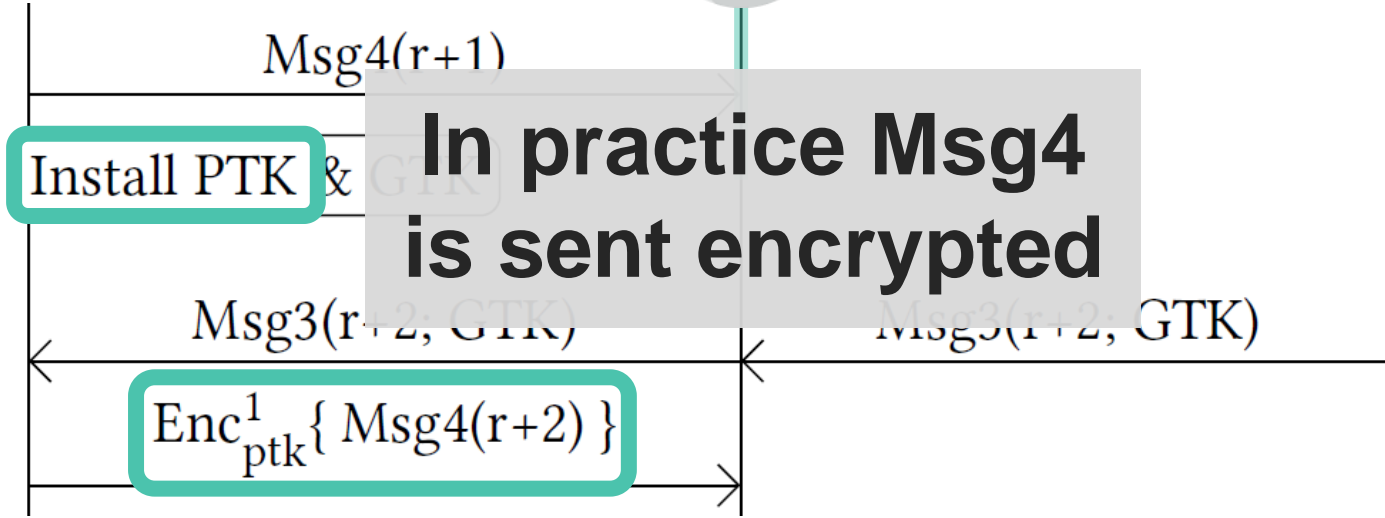 Msg4(r+1)
In practice Msg4
Install PTK & GTK
is sent encrypted
Msg3(r+2; GTK) Msg3(r+2; GTK)
Enc¹ₚₜₖ{ Msg4(r+2) }